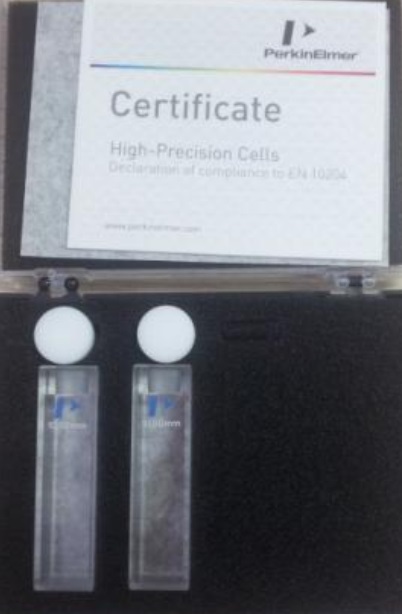 PerkinElmer
Certificate
High-Precision Cells
Declaration of compliance to EN 10204
www.perkinelmer.com